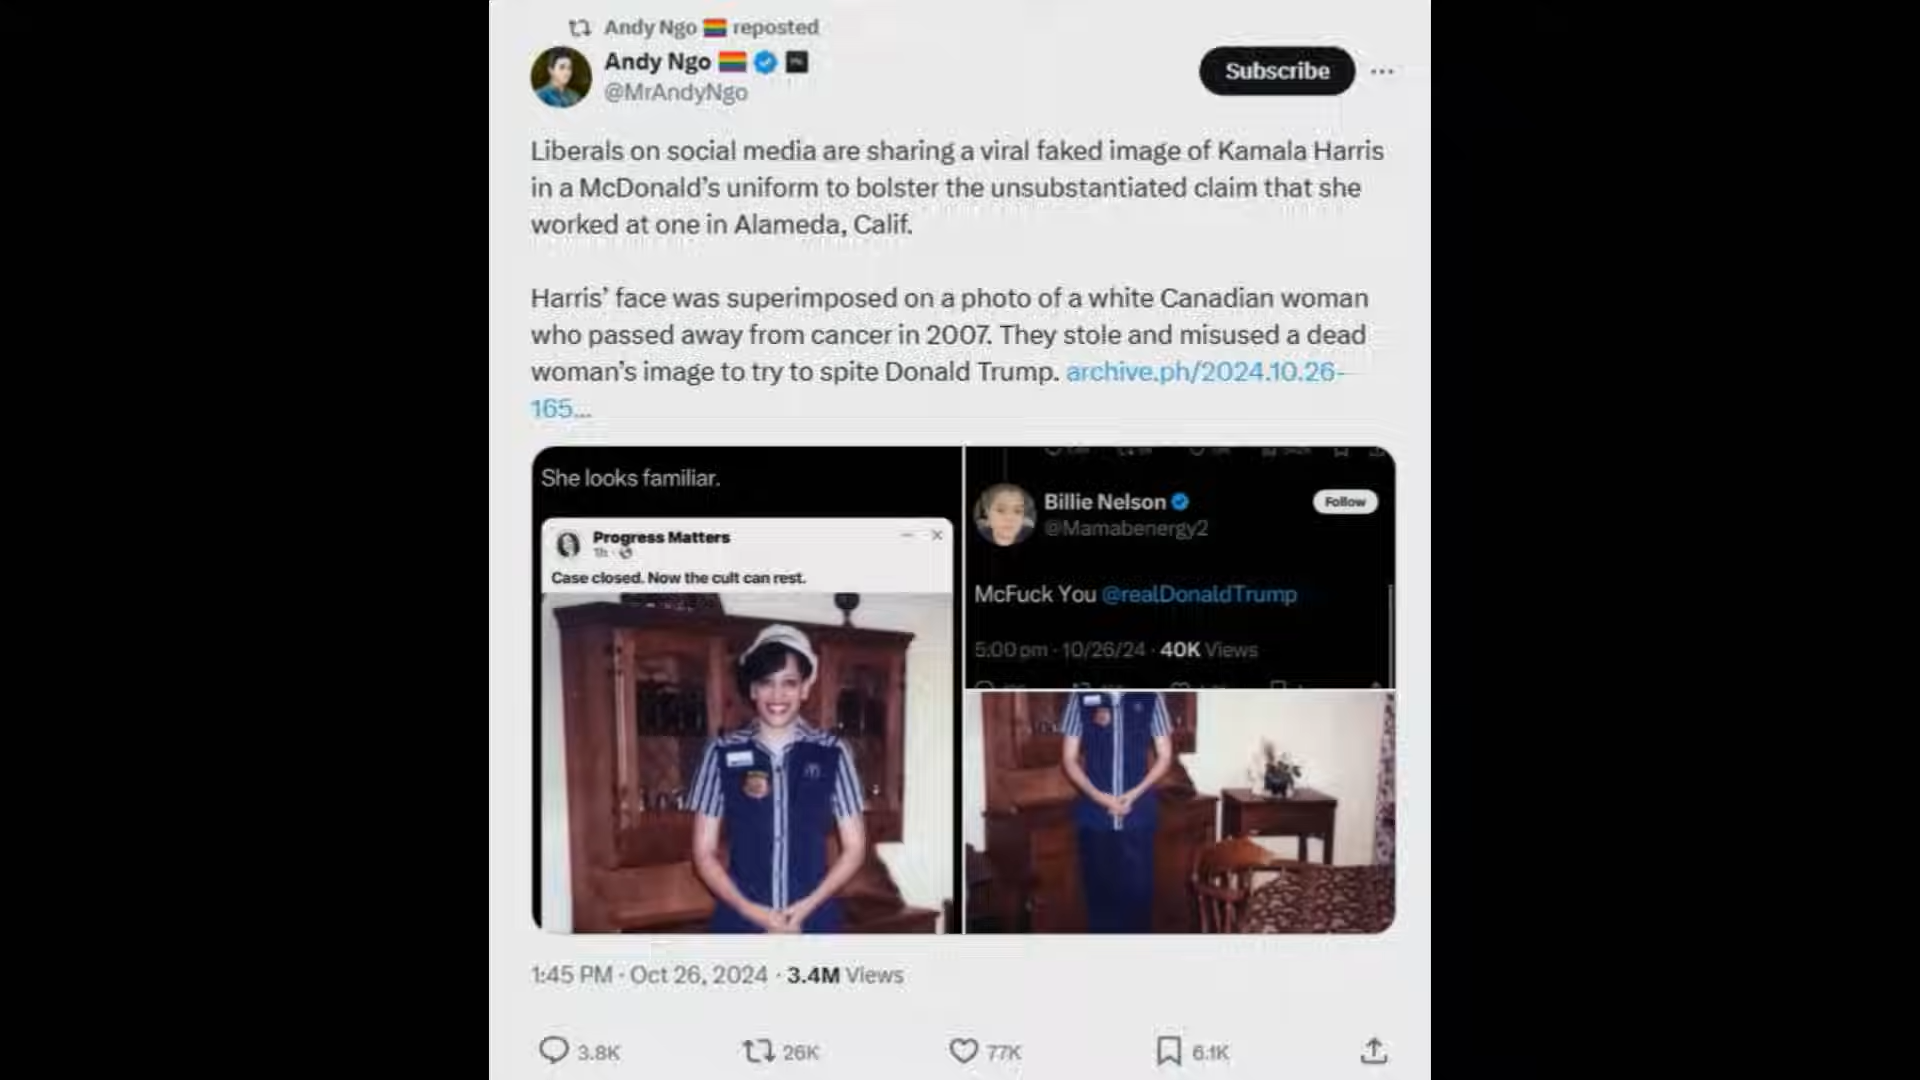 Andy Ngo reposted
Andy Ngo
@MrAndyNgo
Subscribe
Liberals on social media are sharing a viral faked image of Kamala Harris
in a McDonald's uniform to bolster the unsubstantiated claim that she
worked at one in Alameda, Calif.
Harris' face was superimposed on a photo of a white Canadian woman
who passed away from cancer in 2007. They stole and misused a dead
woman's image to try to spite Donald Trump. archive.ph/2024.10.26-
165...
She looks familiar.
Progress Matters
1h ·
Case closed. Now the cult can rest.
Billie Nelson
@Mamabenergy2
Follow
McFuck You @realDonaldTrump
5:00 pm · 10/26/24 · 40K Views
1:45 PM · Oct 26, 2024 · 3.4M Views
3.8K
26K
77K
6.1K